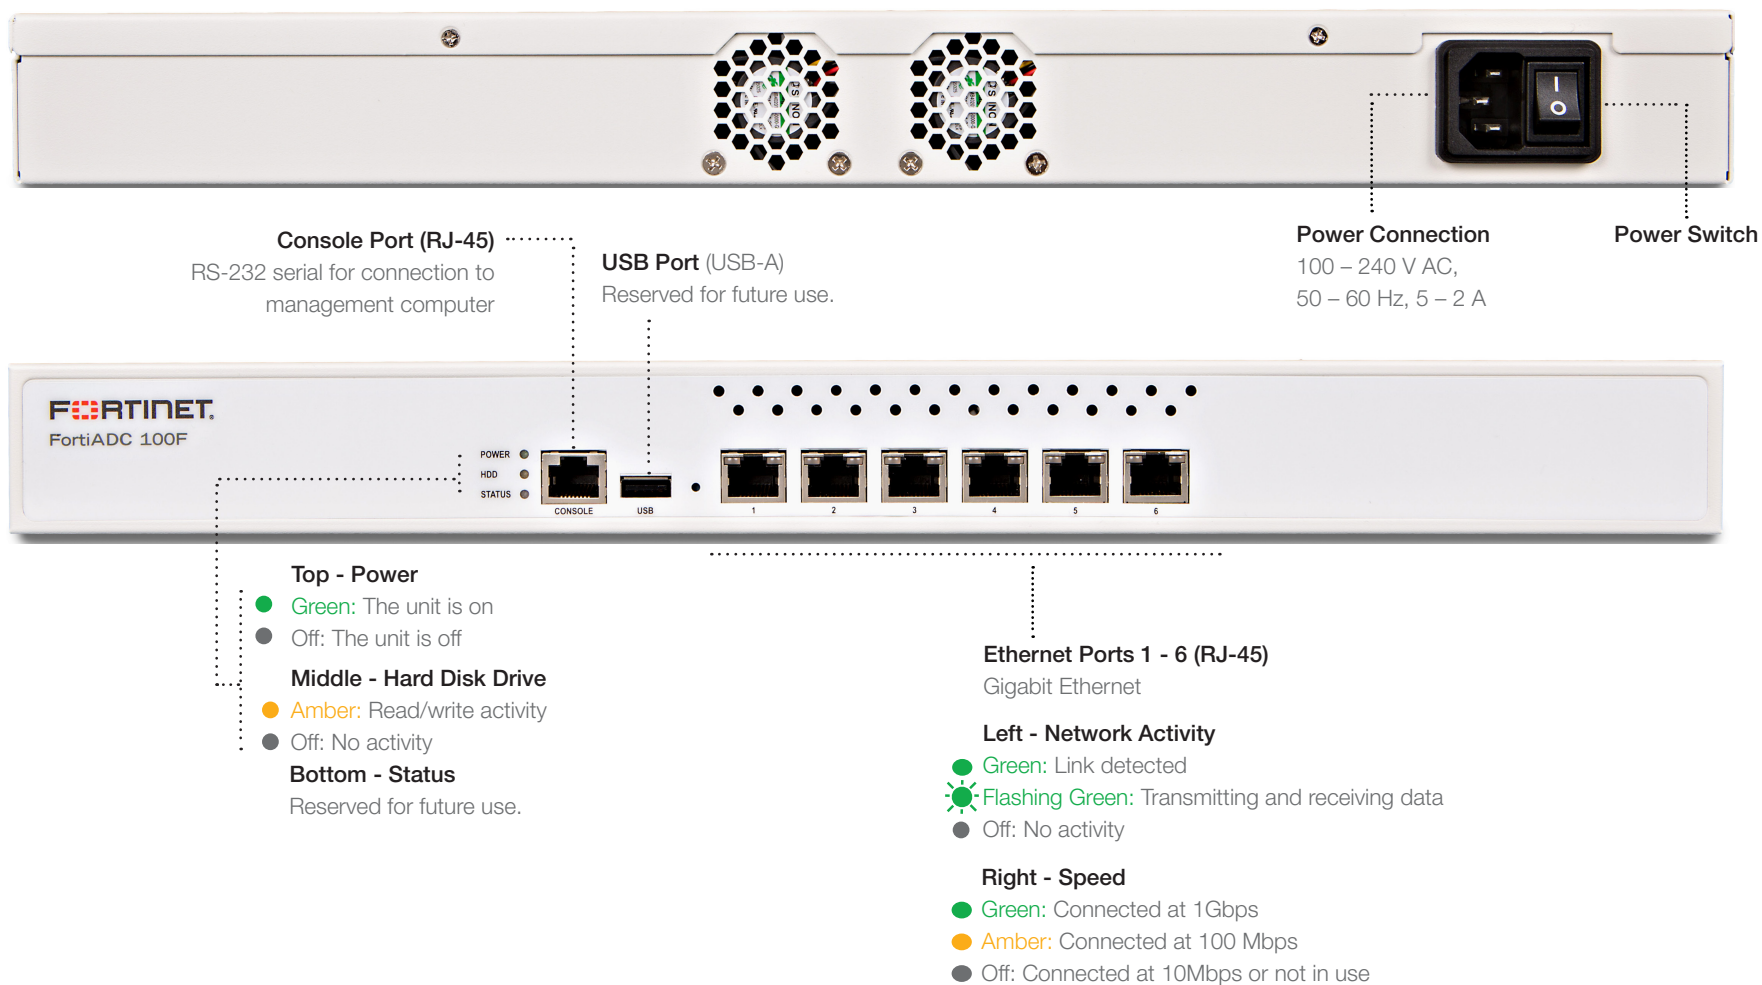 Console Port (RJ-45)
RS-232 serial for connection to
management computer
USB Port (USB-A)
Reserved for future use.
Power Connection
100 – 240 V AC,
50 – 60 Hz, 5 – 2 A
Power Switch
FORTINET.
FortiADC 100F
POWER
HDD
STATUS
CONSOLE
USB
1
2
3
4
5
6
Top - Power
Green: The unit is on
Off: The unit is off
Middle - Hard Disk Drive
Amber: Read/write activity
Off: No activity
Bottom - Status
Reserved for future use.
Ethernet Ports 1 - 6 (RJ-45)
Gigabit Ethernet
Left - Network Activity
Green: Link detected
Flashing Green: Transmitting and receiving data
Off: No activity
Right - Speed
Green: Connected at 1Gbps
Amber: Connected at 100 Mbps
Off: Connected at 10Mbps or not in use